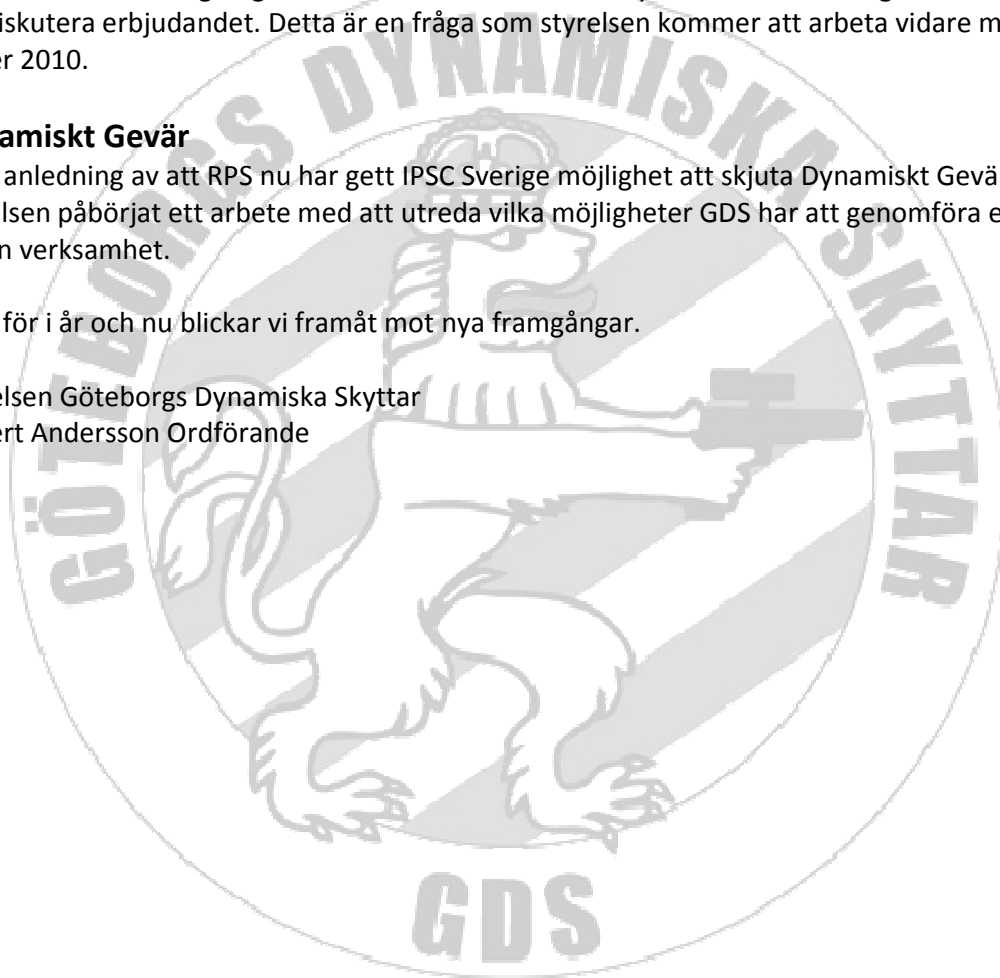 iskutera erbjudandet. Detta är en fråga som styrelsen kommer att arbeta vidare m
er 2010.
amiskt Gevär
anledning av att RPS nu har gett IPSC Sverige möjlighet att skjuta Dynamiskt Gevä
lsen påbörjat ett arbete med att utreda vilka möjligheter GDS har att genomföra e
n verksamhet.
för i år och nu blickar vi framåt mot nya framgångar.
elsen Göteborgs Dynamiska Skyttar
ert Andersson Ordförande
GÖTEBORGS DYNAMISKA SKYTTAR
GDS